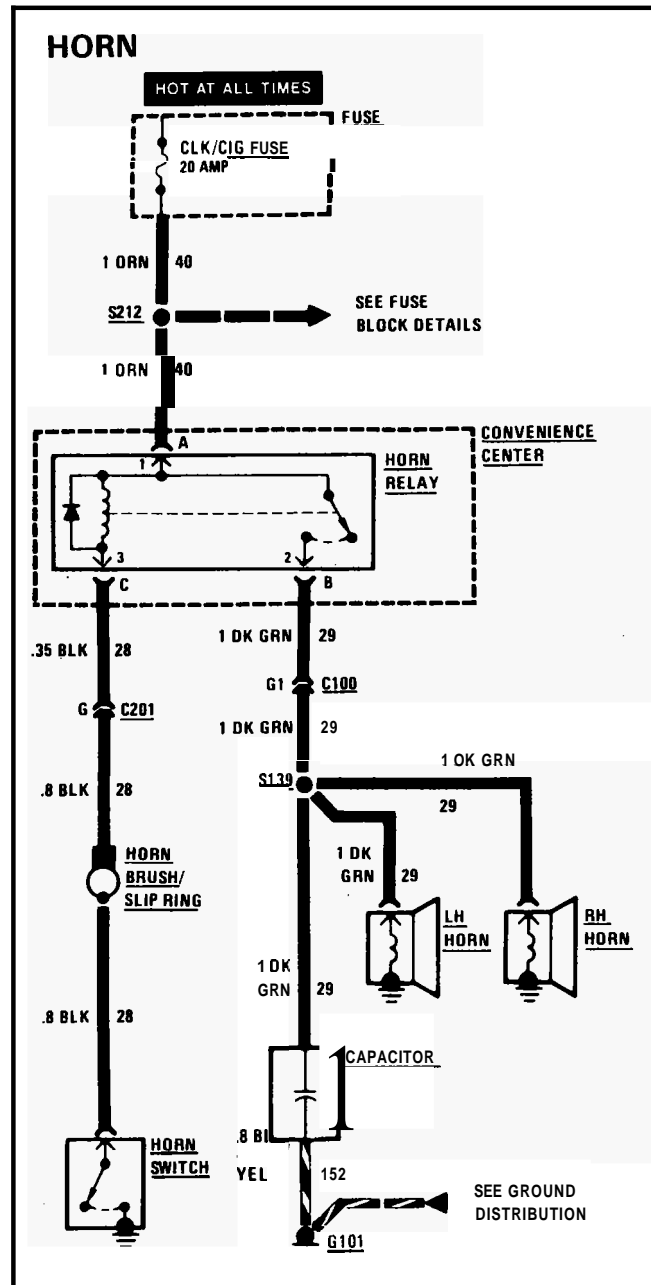 HORN
HOT AT ALL TIMES
FUSE
CLK/CIG FUSE
20 AMP
1 ORN 40
S212
SEE FUSE
BLOCK DETAILS
1 ORN 40
CONVENIENCE
CENTER
A
1
HORN
RELAY
3
2
C
B
.35 BLK 28
1 DK GRN 29
G C201
G1 C100
1 DK GRN 29
1 OK GRN
29
S139
.8 BLK 28
HORN
BRUSH/
SLIP RING
1 DK
GRN 29
LH
HORN
RH
HORN
1 DK
GRN 29
.8 BLK 28
CAPACITOR
.8 Bl
YEL 152
HORN
SWITCH
SEE GROUND
DISTRIBUTION
G101